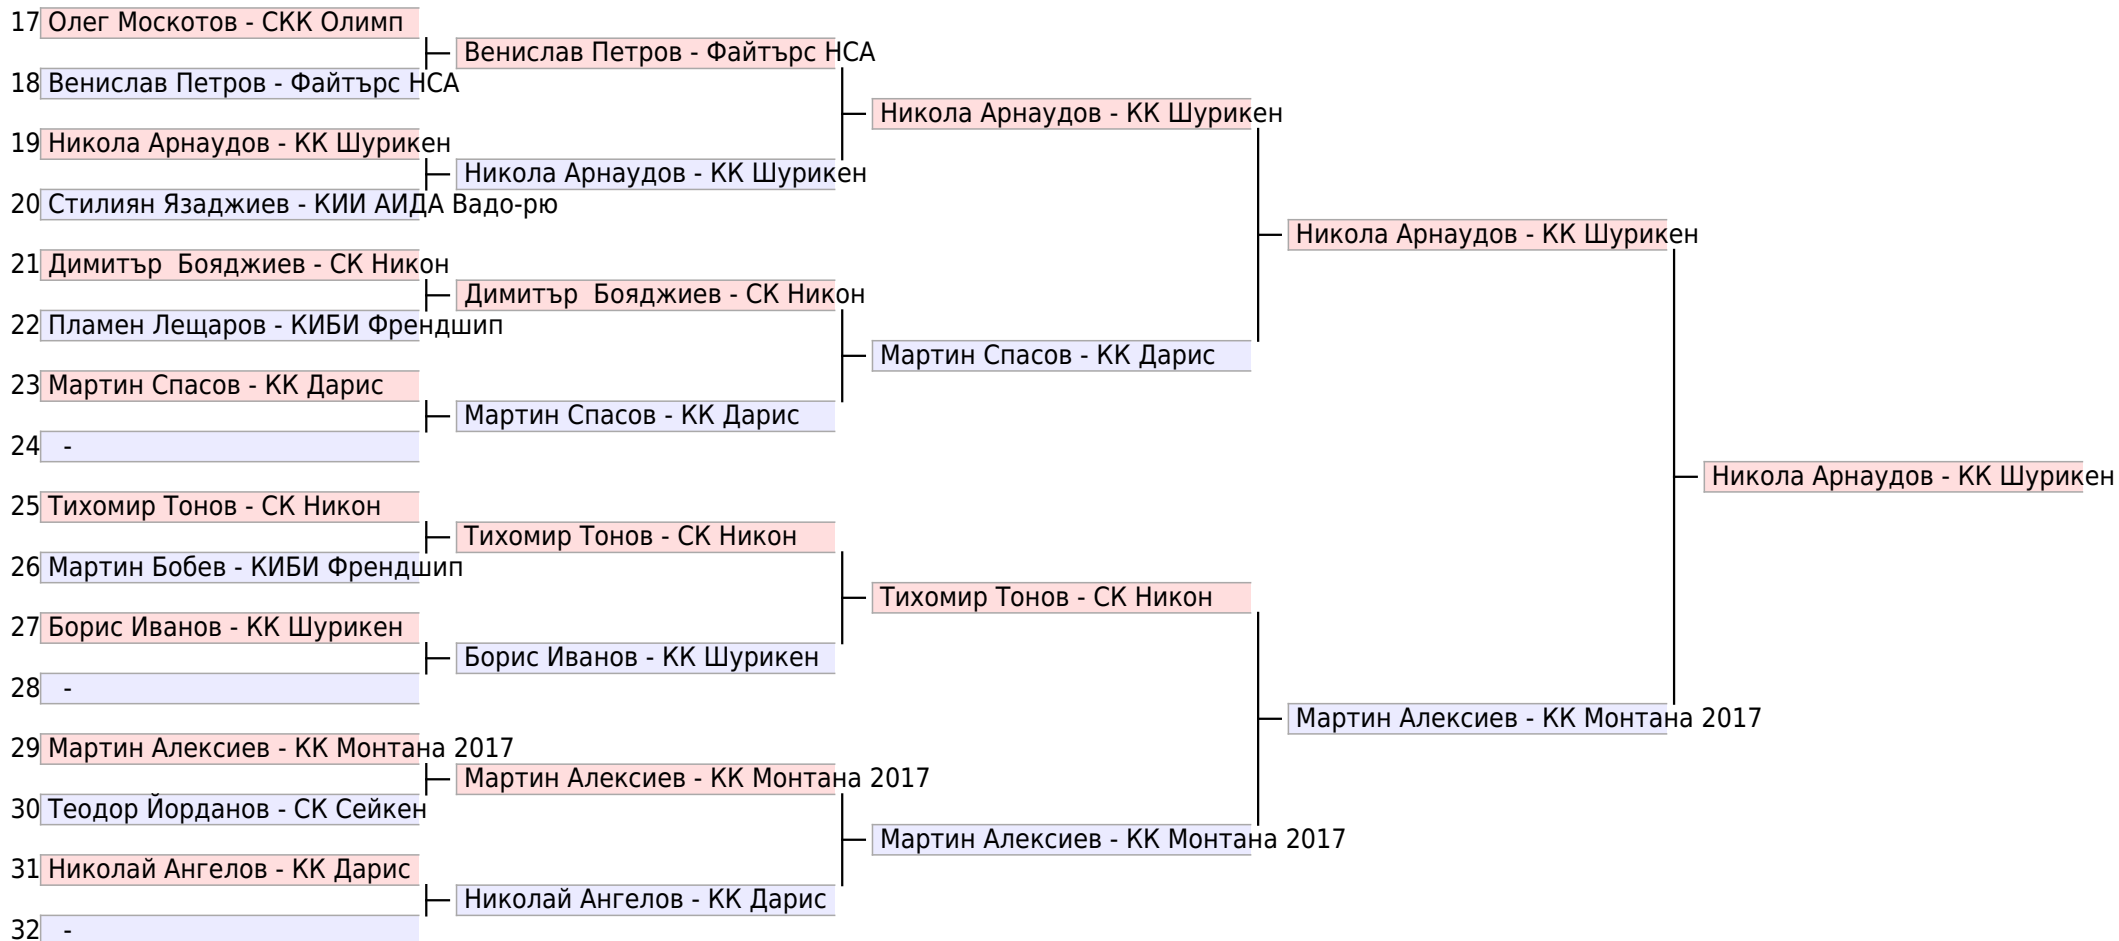 17 Олег Москотов - СКК Олимп
18 Венислав Петров - Файтърс НСА
19 Никола Арнаудов - КК Шурикен
20 Стилиян Язаджиев - КИИ АИДА Вадо-рю
21 Димитър  Бояджиев - СК Никон
22 Пламен Лещаров - КИБИ Френдшип
23 Мартин Спасов - КК Дарис
24 -
25 Тихомир Тонов - СК Никон
26 Мартин Бобев - КИБИ Френдшип
27 Борис Иванов - КК Шурикен
28 -
29 Мартин Алексиев - КК Монтана 2017
30 Теодор Йорданов - СК Сейкен
31 Николай Ангелов - КК Дарис
32 -
Венислав Петров - Файтърс НСА
Никола Арнаудов - КК Шурикен
Димитър  Бояджиев - СК Никон
Мартин Спасов - КК Дарис
Тихомир Тонов - СК Никон
Борис Иванов - КК Шурикен
Мартин Алексиев - КК Монтана 2017
Николай Ангелов - КК Дарис
Никола Арнаудов - КК Шурикен
Мартин Спасов - КК Дарис
Тихомир Тонов - СК Никон
Мартин Алексиев - КК Монтана 2017
Никола Арнаудов - КК Шурикен
Мартин Алексиев - КК Монтана 2017
Никола Арнаудов - КК Шурикен